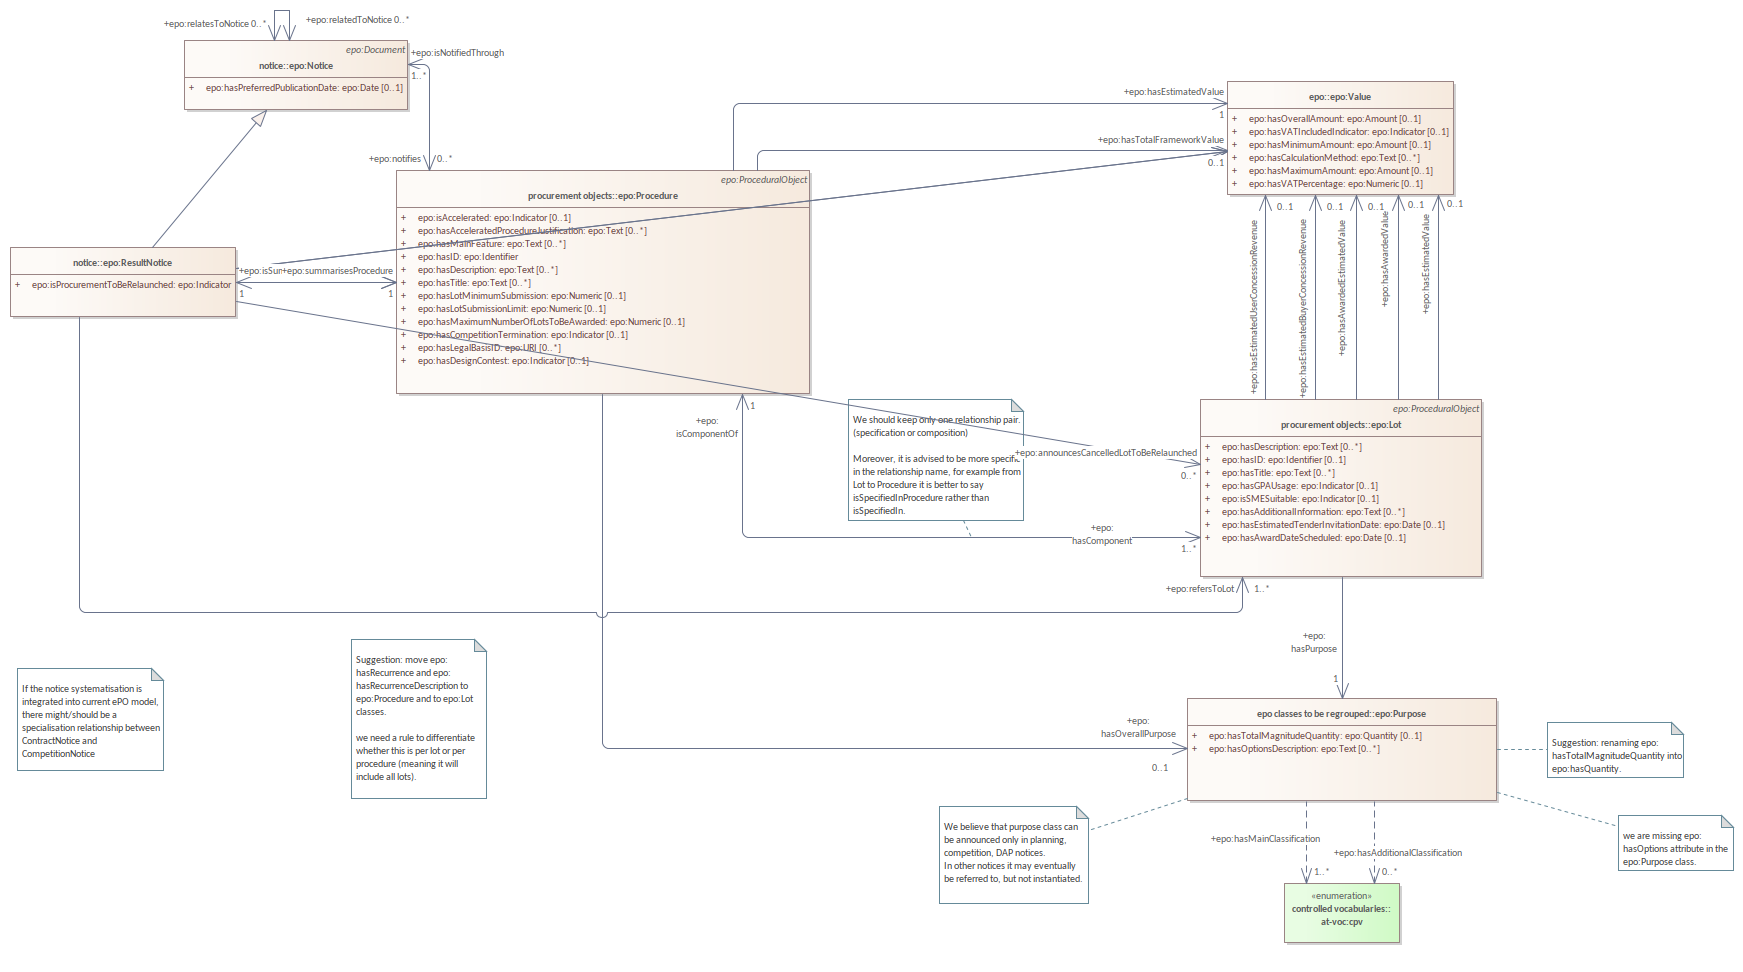 +epo:relatesToNotice 0..*
+epo:relatedToNotice 0..*
epo:Document
notice::epo:Notice
+ epo:hasPreferredPublicationDate: epo:Date [0..1]
+epo:isNotifiedThrough
1..*
+epo:notifies
0..*
+epo:hasEstimatedValue
1
+epo:hasTotalFrameworkValue
0..1
epo::epo:Value
+ epo:hasOverallAmount: epo:Amount [0..1]
+ epo:hasVATIncludedIndicator: epo:Indicator [0..1]
+ epo:hasMinimumAmount: epo:Amount [0..1]
+ epo:hasCalculationMethod: epo:Text [0..*]
+ epo:hasMaximumAmount: epo:Amount [0..1]
+ epo:hasVATPercentage: epo:Numeric [0..1]
epo:ProceduralObject
procurement objects::epo:Procedure
+ epo:isAccelerated: epo:Indicator [0..1]
+ epo:hasAcceleratedProcedureJustification: epo:Text [0..*]
+ epo:hasMainFeature: epo:Text [0..*]
+ epo:hasID: epo:Identifier
+ epo:hasDescription: epo:Text [0..*]
+ epo:hasTitle: epo:Text [0..*]
+ epo:hasLotMinimumSubmission: epo:Numeric [0..1]
+ epo:hasLotSubmissionLimit: epo:Numeric [0..1]
+ epo:hasMaximumNumberOfLotsToBeAwarded: epo:Numeric [0..1]
+ epo:hasCompetitionTermination: epo:Indicator [0..1]
+ epo:hasLegalBasisID: epo:URI [0..*]
+ epo:hasDesignContest: epo:Indicator [0..1]
notice::epo:ResultNotice
+ epo:isProcurementToBeRelaunched: epo:Indicator
+epo:isSum
+epo:summarisesProcedure
1
1
0..1
0..1
0..1
0..1
0..1
+epo:hasEstimatedUserConcessionRevenue
+epo:hasEstimatedBuyerConcessionRevenue
+epo:hasAwardedEstimatedValue
+epo:hasAwardedValue
+epo:hasEstimatedValue
+epo:
isComponentOf
1
We should keep only one relationship pair.
(specification or composition)
Moreover, it is advised to be more specific
in the relationship name, for example from
Lot to Procedure it is better to say
isSpecifiedInProcedure rather than
isSpecifiedIn.
+epo:announcesCancelledLotToBeRelaunched
0..*
+epo:
hasComponent
1..*
epo:ProceduralObject
procurement objects::epo:Lot
+ epo:hasDescription: epo:Text [0..*]
+ epo:hasID: epo:Identifier [0..1]
+ epo:hasTitle: epo:Text [0..*]
+ epo:hasGPAUsage: epo:Indicator [0..1]
+ epo:isSMESuitable: epo:Indicator [0..1]
+ epo:hasAdditionalInformation: epo:Text [0..*]
+ epo:hasEstimatedTenderInvitationDate: epo:Date [0..1]
+ epo:hasAwardDateScheduled: epo:Date [0..1]
+epo:refersToLot
1..*
+epo:
hasPurpose
1
If the notice systematisation is
integrated into current ePO model,
there might/should be a
specialisation relationship between
ContractNotice and
CompetitionNotice
Suggestion: move epo:
hasRecurrence and epo:
hasRecurrenceDescription to
epo:Procedure and to epo:Lot
classes.
we need a rule to differentiate
whether this is per lot or per
procedure (meaning it will
include all lots).
+epo:
hasOverallPurpose
0..1
epo classes to be regrouped::epo:Purpose
+ epo:hasTotalMagnitudeQuantity: epo:Quantity [0..1]
+ epo:hasOptionsDescription: epo:Text [0..*]
Suggestion: renaming epo:
hasTotalMagnitudeQuantity into
epo:hasQuantity.
We believe that purpose class can
be announced only in planning,
competition, DAP notices.
In other notices it may eventually
be referred to, but not instantiated.
we are missing epo:
hasOptions attribute in the
epo:Purpose class.
+epo:hasMainClassification
+epo:hasAdditionalClassification
1..*
0..*
«enumeration»
controlled vocabularies::
at-voc:cpv